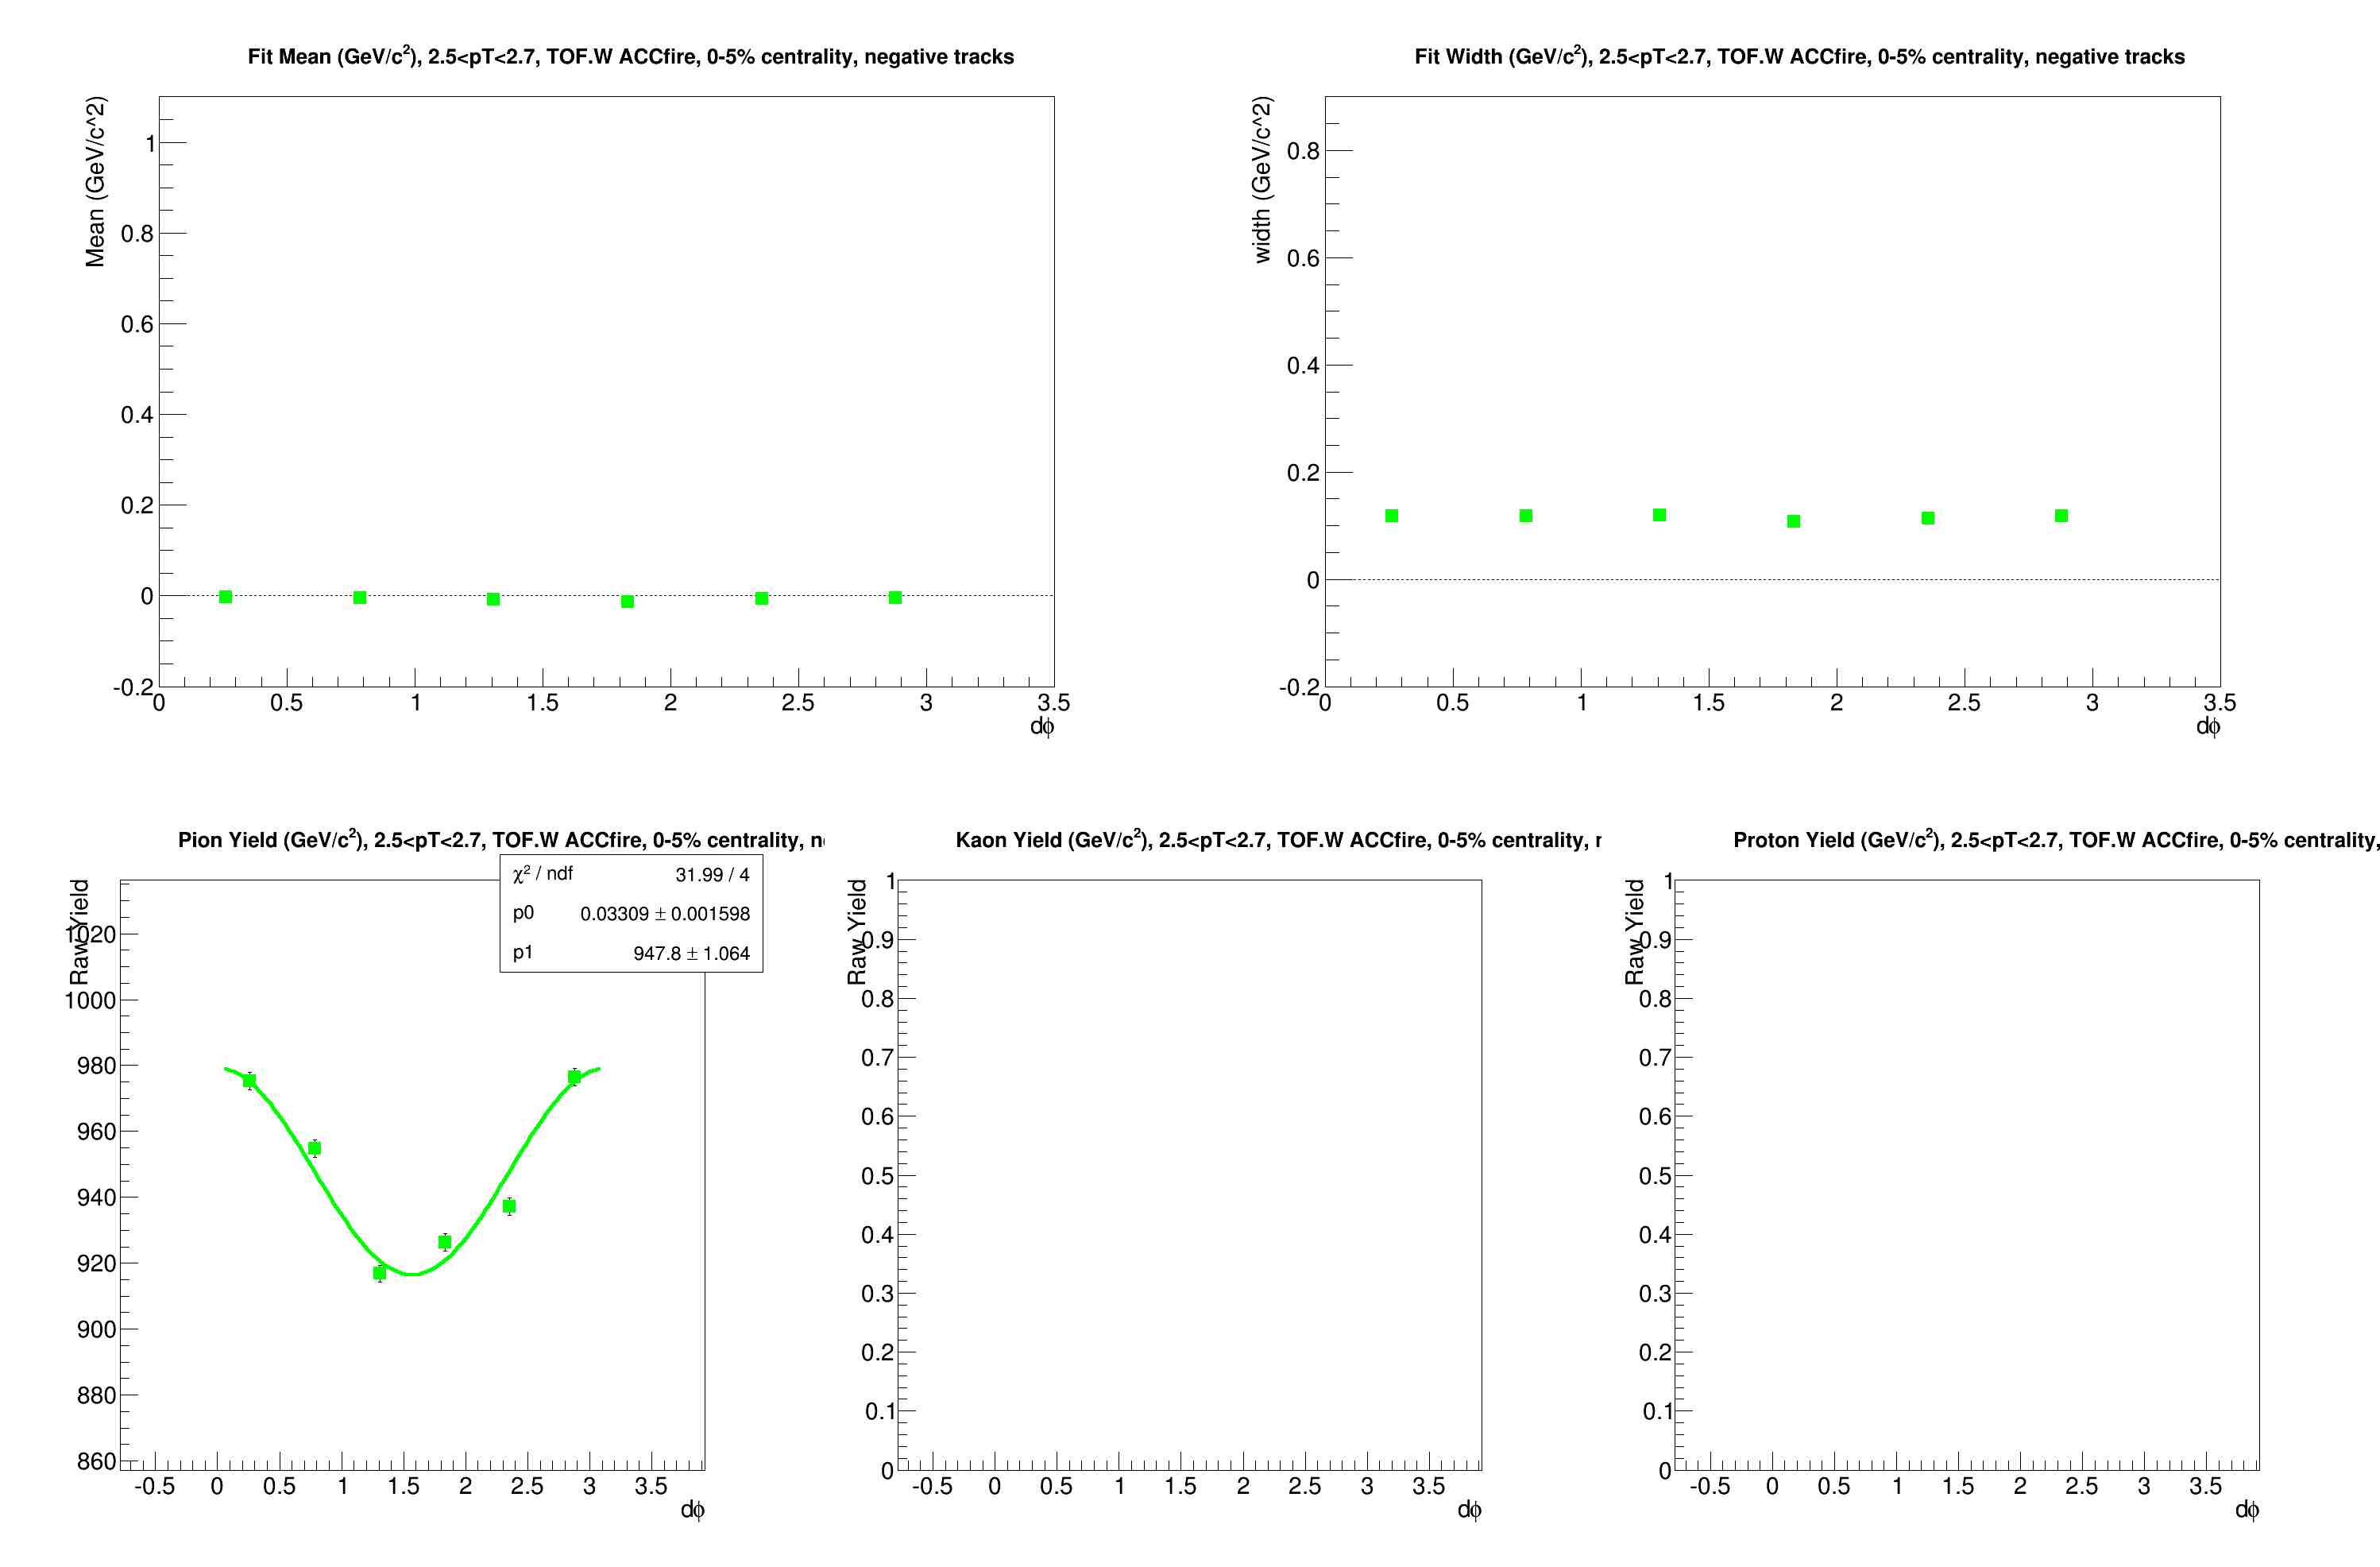 Fit Mean (GeV/c2), 2.5<pT<2.7, TOF.W ACCfire, 0-5% centrality, negative tracks
Mean (GeV/c^2)
1
0.8
0.6
0.4
0.2
0
-0.2
0 0.5 1 1.5 2 2.5 3 3.5
dϕ
Fit Width (GeV/c2), 2.5<pT<2.7, TOF.W ACCfire, 0-5% centrality, negative tracks
width (GeV/c^2)
0.8
0.6
0.4
0.2
0
-0.2
0 0.5 1 1.5 2 2.5 3 3.5
dϕ
Pion Yield (GeV/c2), 2.5<pT<2.7, TOF.W ACCfire, 0-5% centrality,
χ2 / ndf 31.99 / 4
p0 0.03309 ± 0.001598
p1 947.8 ± 1.064
Raw Yield
1020
1000
980
960
940
920
900
880
860
-0.5 0 0.5 1 1.5 2 2.5 3 3.5
dϕ
Kaon Yield (GeV/c2), 2.5<pT<2.7, TOF.W ACCfire, 0-5% centrality,
Raw Yield
1
0.9
0.8
0.7
0.6
0.5
0.4
0.3
0.2
0.1
0
-0.5 0 0.5 1 1.5 2 2.5 3 3.5
dϕ
Proton Yield (GeV/c2), 2.5<pT<2.7, TOF.W ACCfire, 0-5% centrality,
Raw Yield
1
0.9
0.8
0.7
0.6
0.5
0.4
0.3
0.2
0.1
0
-0.5 0 0.5 1 1.5 2 2.5 3 3.5
dϕ